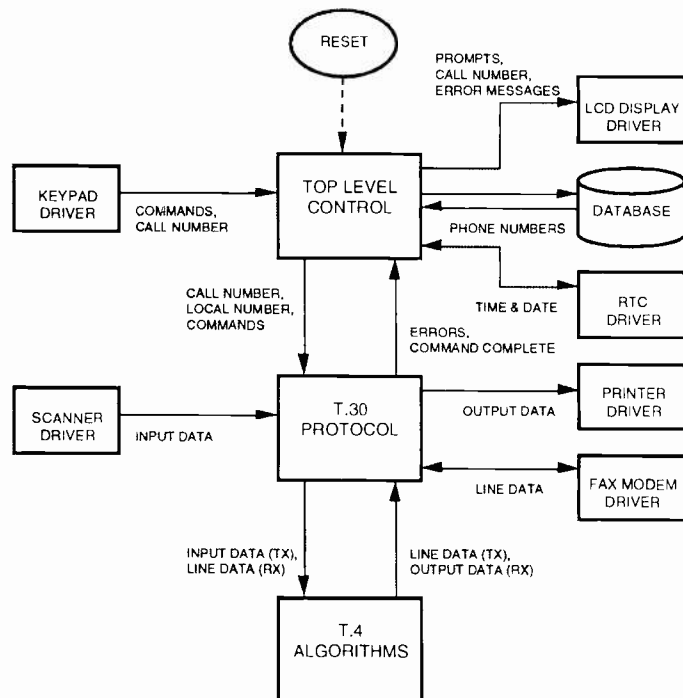 RESET
PROMPTS,
CALL NUMBER,
ERROR MESSAGES
LCD DISPLAY
DRIVER
KEYPAD
DRIVER
COMMANDS,
CALL NUMBER
TOP LEVEL
CONTROL
DATABASE
PHONE NUMBERS
CALL NUMBER,
LOCAL NUMBER,
COMMANDS
TIME & DATE
RTC
DRIVER
ERRORS,
COMMAND COMPLETE
SCANNER
DRIVER
INPUT DATA
T.30
PROTOCOL
OUTPUT DATA
PRINTER
DRIVER
LINE DATA
FAX MODEM
DRIVER
INPUT DATA (TX),
LINE DATA (RX)
LINE DATA (TX),
OUTPUT DATA (RX)
T.4
ALGORITHMS